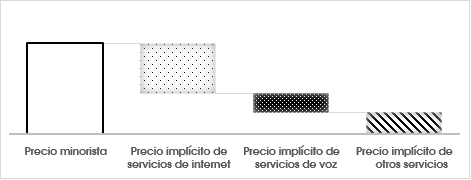 Precio minorista
Precio implícito de
servicios de internet
Precio implícito de
servicios de voz
Precio implícito de
otros servicios